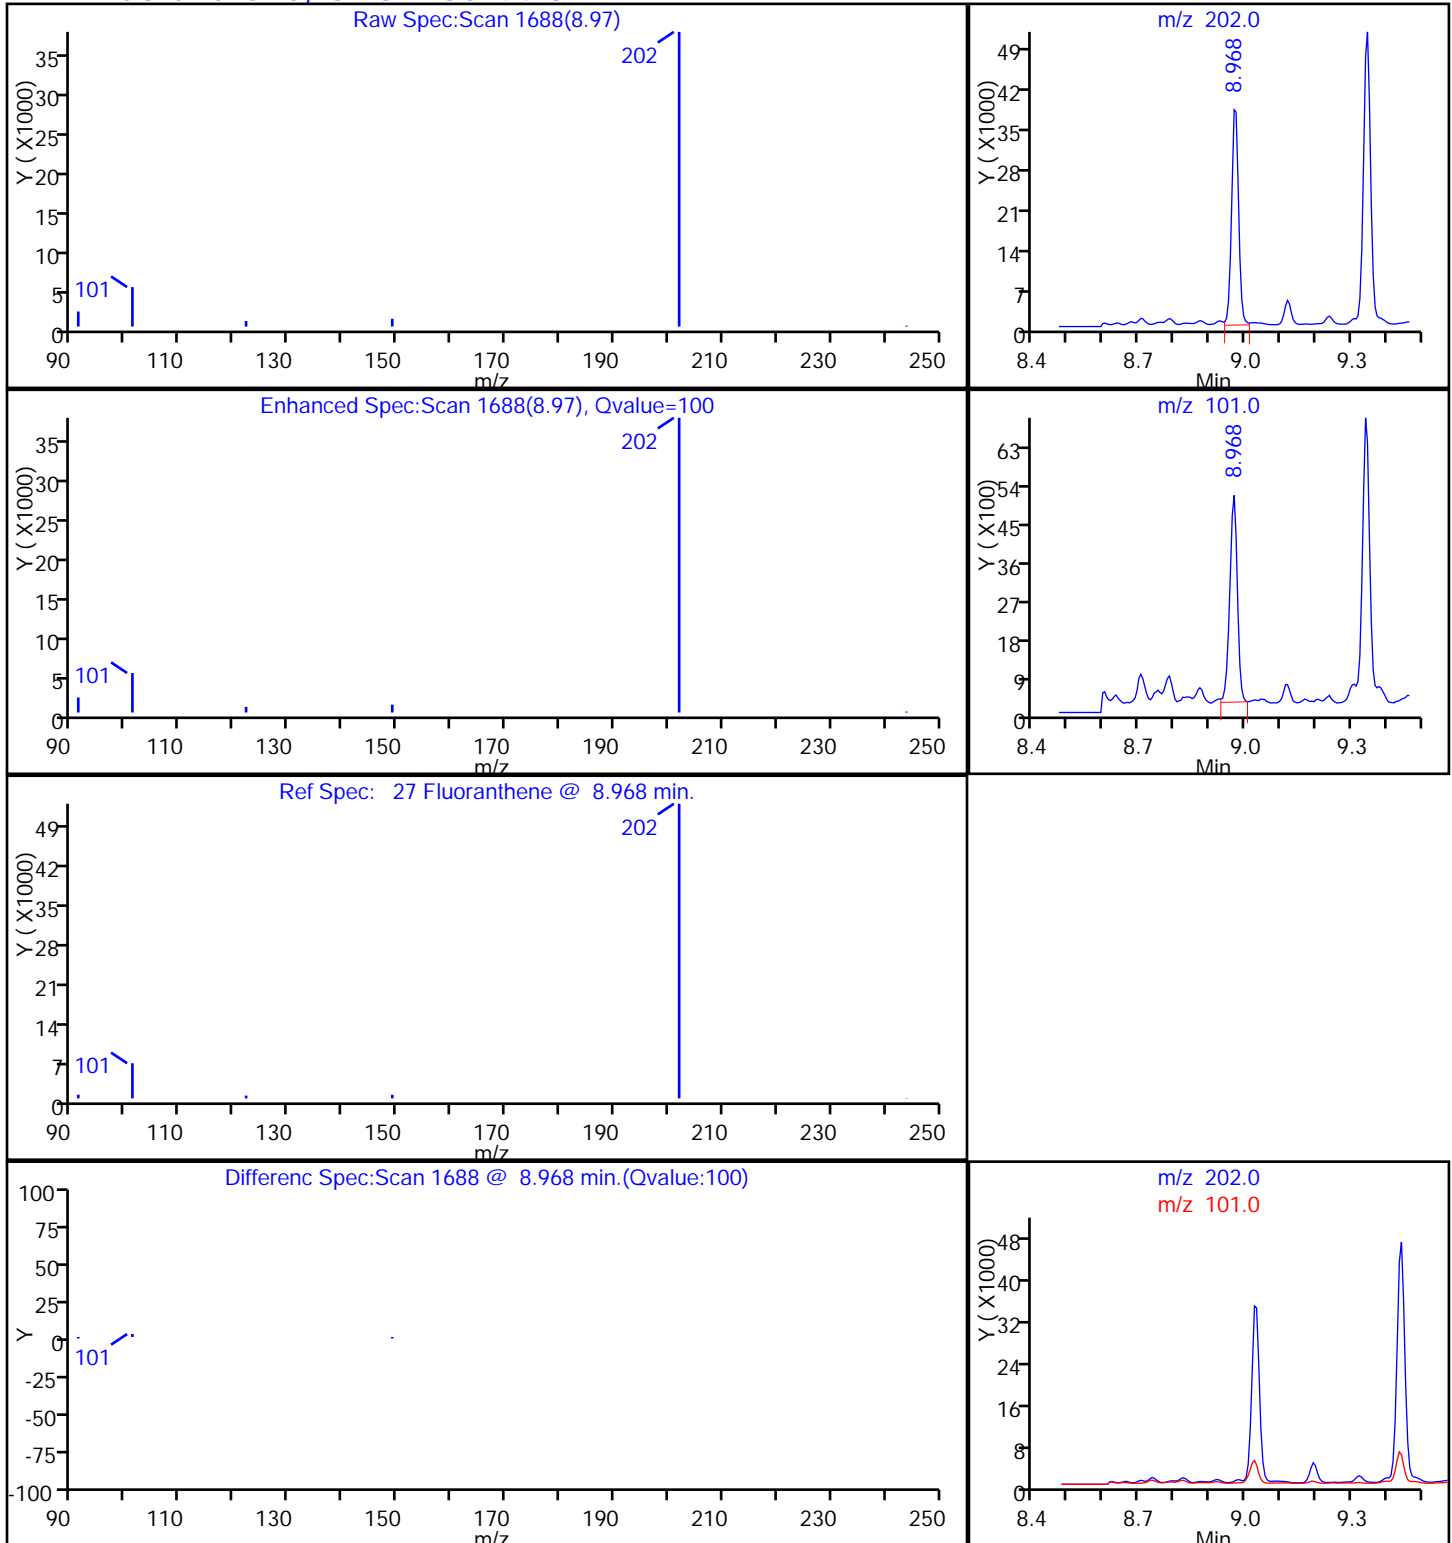 Raw Spec:Scan 1688(8.97)
202
101
Y ( X1000)
35
30
25
20
15
10
5
0
90 110 130 150 170 190 210 230 250
m/z
m/z 202.0
8.968
Y ( X1000)
49
42
35
28
21
14
7
0
8.4 8.7 9.0 9.3
Min
Enhanced Spec:Scan 1688(8.97), Qvalue=100
202
101
Y ( X1000)
35
30
25
20
15
10
5
0
90 110 130 150 170 190 210 230 250
m/z
m/z 101.0
8.968
Y ( X100)
63
54
45
36
27
18
9
0
8.4 8.7 9.0 9.3
Min
Ref Spec: 27 Fluoranthene @ 8.968 min.
202
101
Y ( X1000)
49
42
35
28
21
14
7
0
90 110 130 150 170 190 210 230 250
m/z
Differenc Spec:Scan 1688 @ 8.968 min.(Qvalue:100)
101
Y
100
75
50
25
0
-25
-50
-75
-100
90 110 130 150 170 190 210 230 250
m/z
m/z 202.0
m/z 101.0
Y ( X1000)
48
40
32
24
16
8
0
8.4 8.7 9.0 9.3
Min